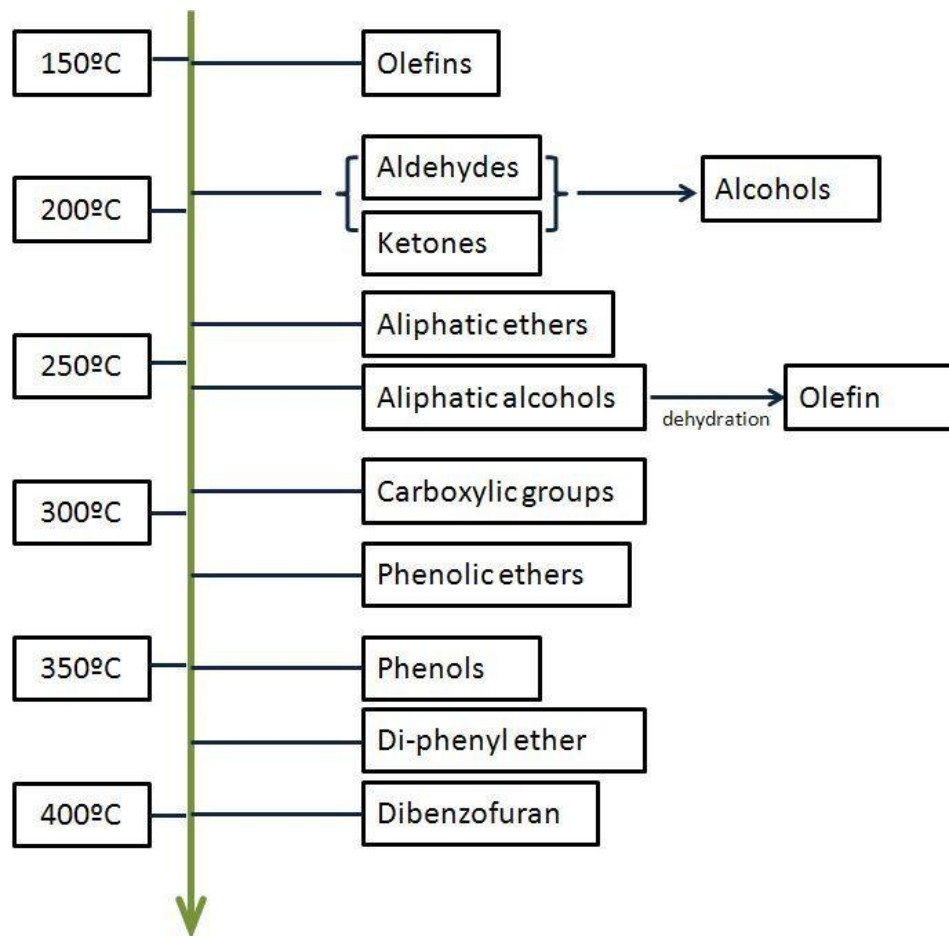 150ºC
Olefins
Aldehydes
200ºC
Alcohols
Ketones
Aliphatic ethers
250ºC
Aliphatic alcohols
dehydration
Olefin
Carboxylic groups
300ºC
Phenolic ethers
350ºC
Phenols
Di-phenyl ether
400ºC
Dibenzofuran